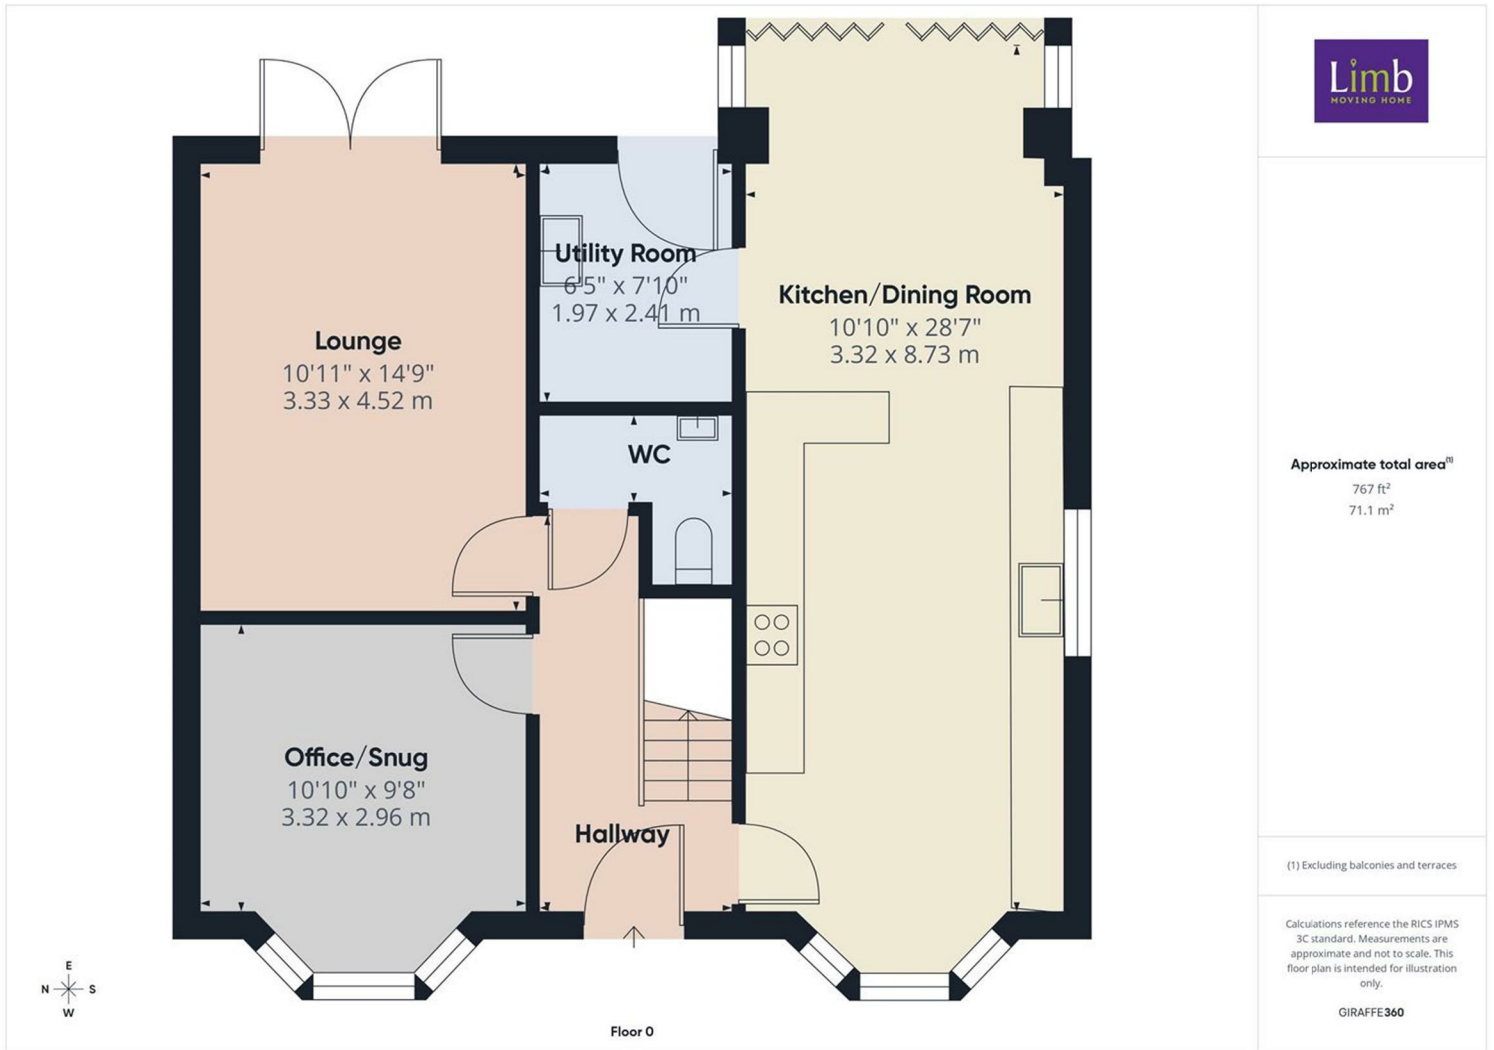 Limb
MOVING HOME
Utility Room
6'5" x 7'10"
1.97 x 2.41 m
Kitchen/Dining Room
10'10" x 28'7"
3.32 x 8.73 m
Lounge
10'11" x 14'9"
3.33 x 4.52 m
WC
Office/Snug
10'10" x 9'8"
3.32 x 2.96 m
Hallway
E
N S
W
Floor 0
Approximate total area(1)
767 ft²
71.1 m²
(1) Excluding balconies and terraces
Calculations reference the RICS IPMS
3C standard. Measurements are
approximate and not to scale. This
floor plan is intended for illustration
only.
GIRAFFE360